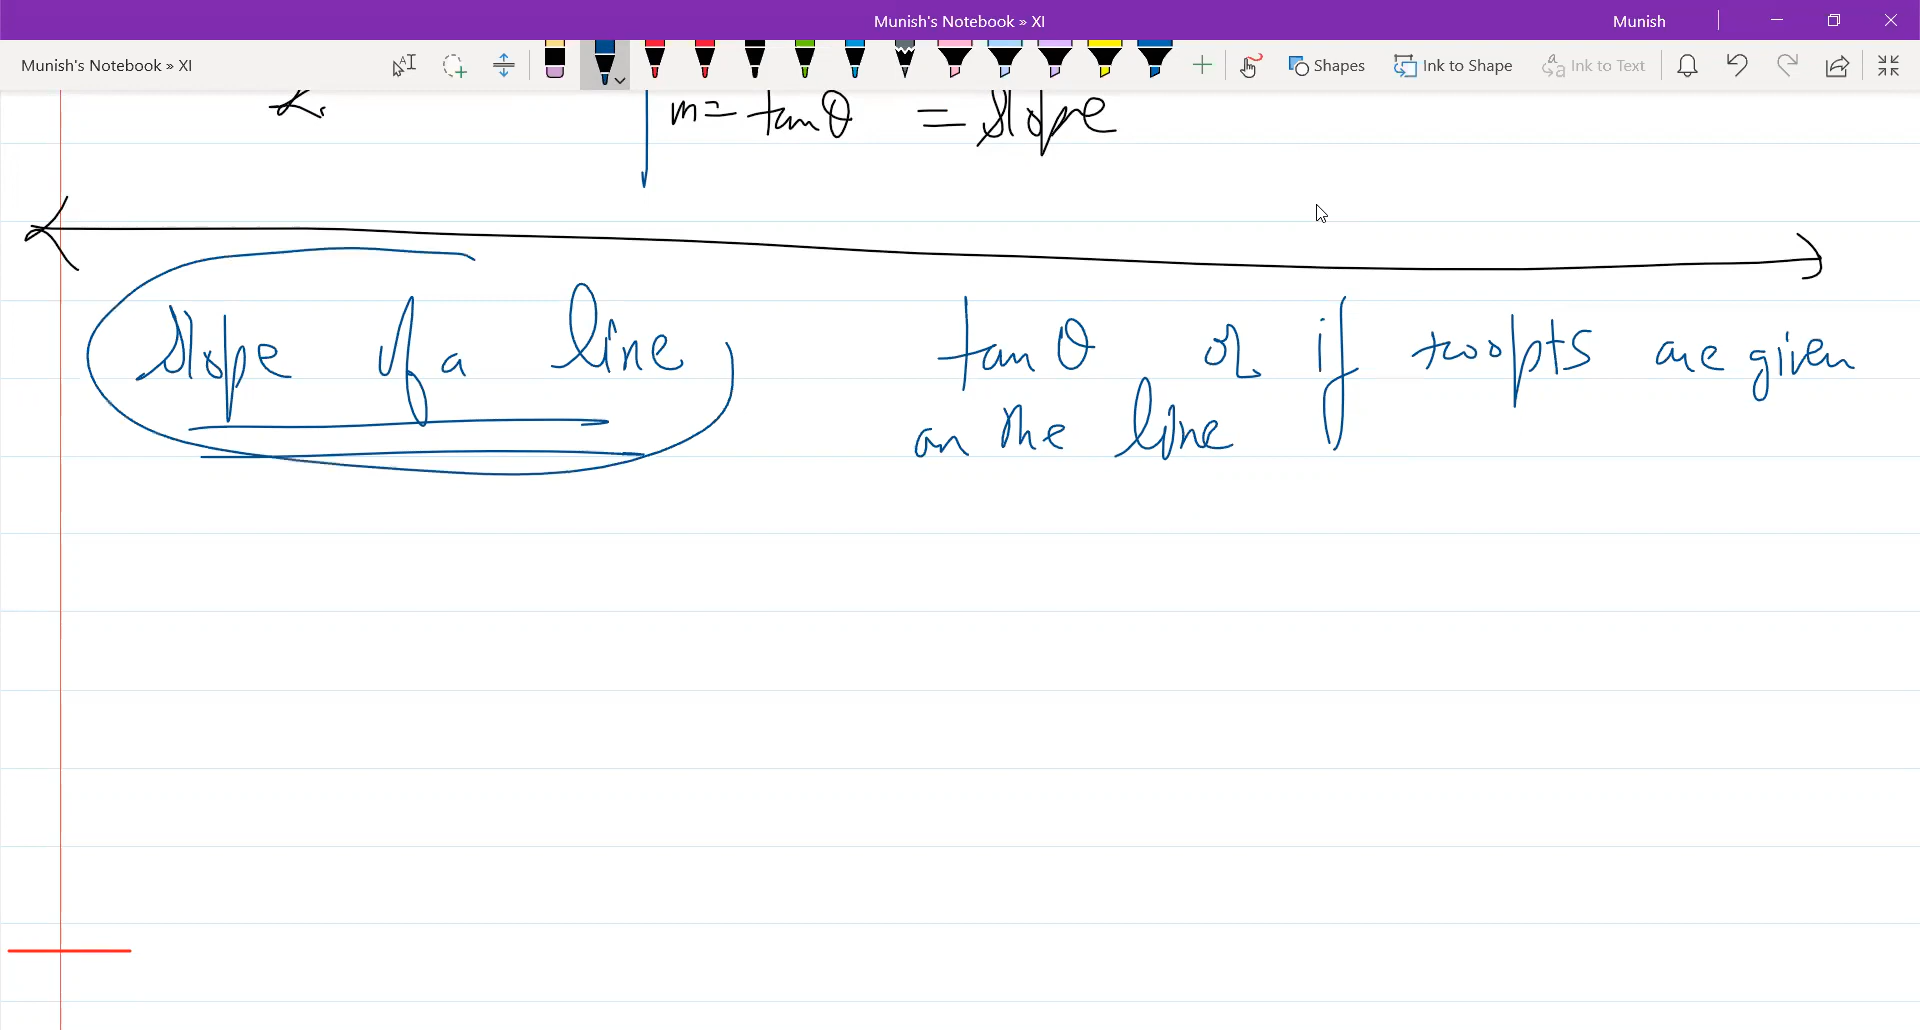 Munish's Notebook » XI
Munish
Munish's Notebook » XI
Shapes
Ink to Shape
Ink to Text
m = tan θ = slope
slope of a line
tan θ or if two pts are given
on the line